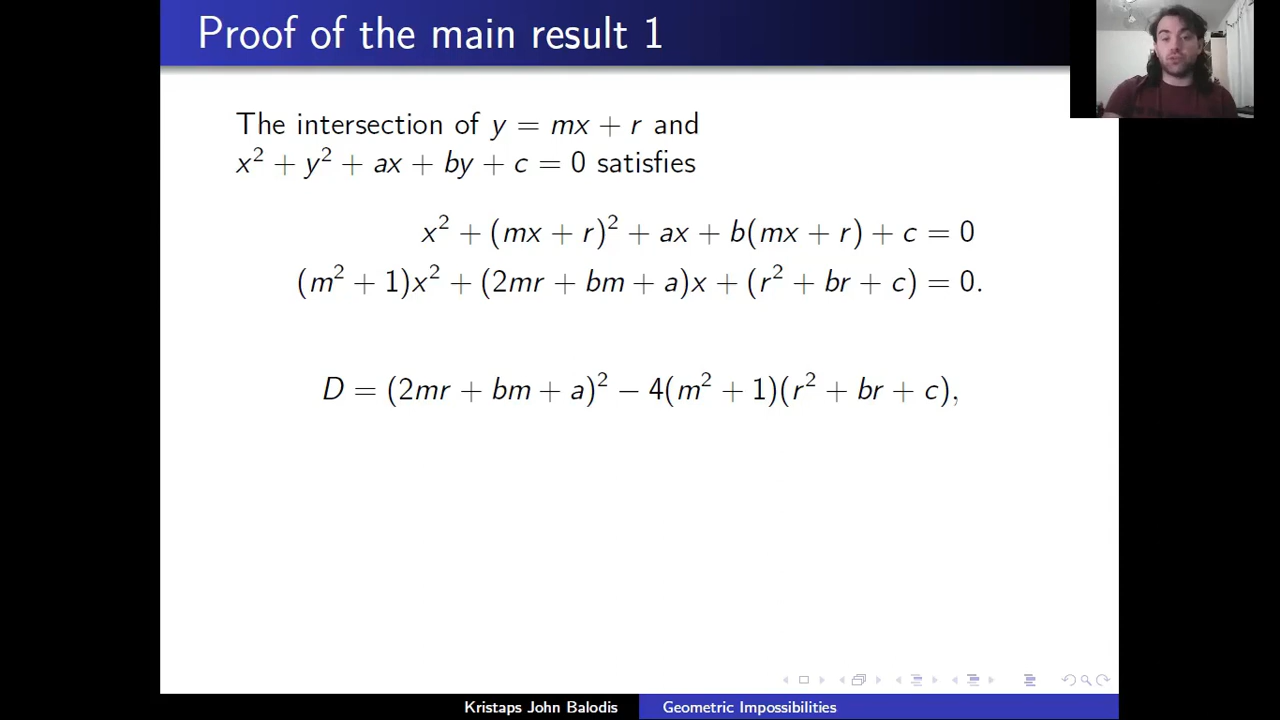 Proof of the main result 1
The intersection of y = mx + r and
x² + y² + ax + by + c = 0 satisfies
x² + (mx + r)² + ax + b(mx + r) + c = 0
(m² + 1)x² + (2mr + bm + a)x + (r² + br + c) = 0.
D = (2mr + bm + a)² − 4(m² + 1)(r² + br + c),
Kristaps John Balodis
Geometric Impossibilities